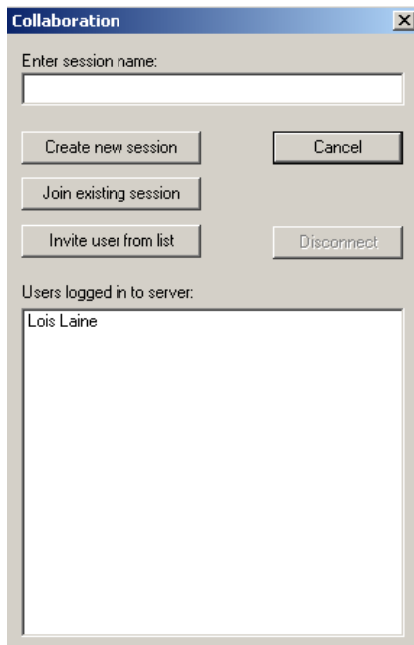 Collaboration
Enter session name:
Create new session
Cancel
Join existing session
Invite user from list
Disconnect
Users logged in to server:
Lois Laine